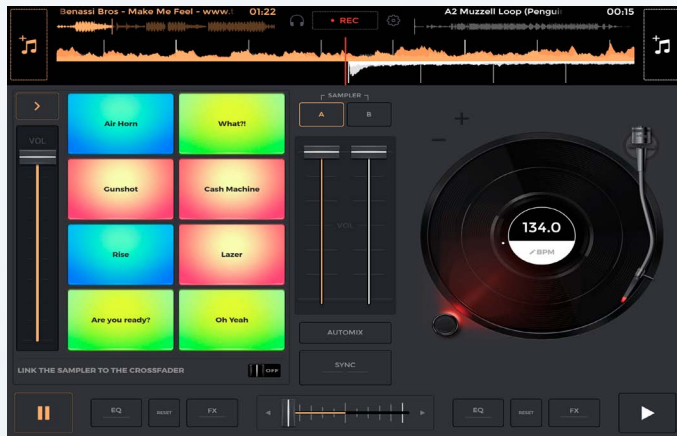 Benassi Bros - Make Me Feel - www.t 01:22
REC
A2 Muzzell Loop (Pengui 00:15
SAMPLER
A B
VOL
Air Horn What?!
Gunshot Cash Machine
VOL
Rise Lazer
134.0
BPM
Are you ready? Oh Yeah
AUTOMIX
SYNC
LINK THE SAMPLER TO THE CROSSFADER OFF
EQ RESET FX EQ RESET FX